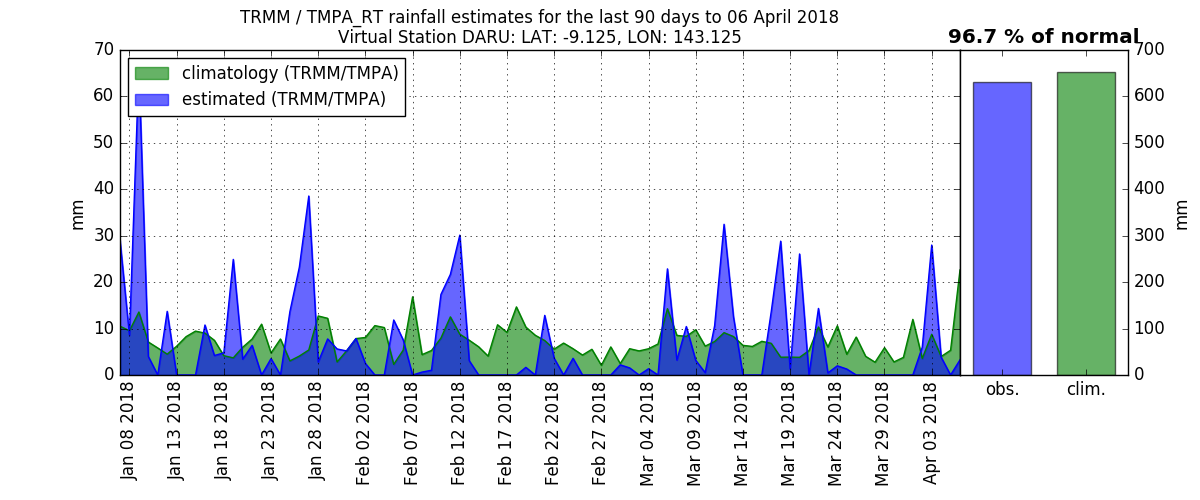 TRMM / TMPA_RT rainfall estimates for the last 90 days to 06 April 2018
Virtual Station DARU: LAT: -9.125, LON: 143.125
96.7 % of normal
climatology (TRMM/TMPA)
estimated (TRMM/TMPA)
70
60
50
40
30
20
10
0
mm
700
600
500
400
300
200
100
0
mm
Jan 08 2018
Jan 13 2018
Jan 18 2018
Jan 23 2018
Jan 28 2018
Feb 02 2018
Feb 07 2018
Feb 12 2018
Feb 17 2018
Feb 22 2018
Feb 27 2018
Mar 04 2018
Mar 09 2018
Mar 14 2018
Mar 19 2018
Mar 24 2018
Mar 29 2018
Apr 03 2018
obs.
clim.